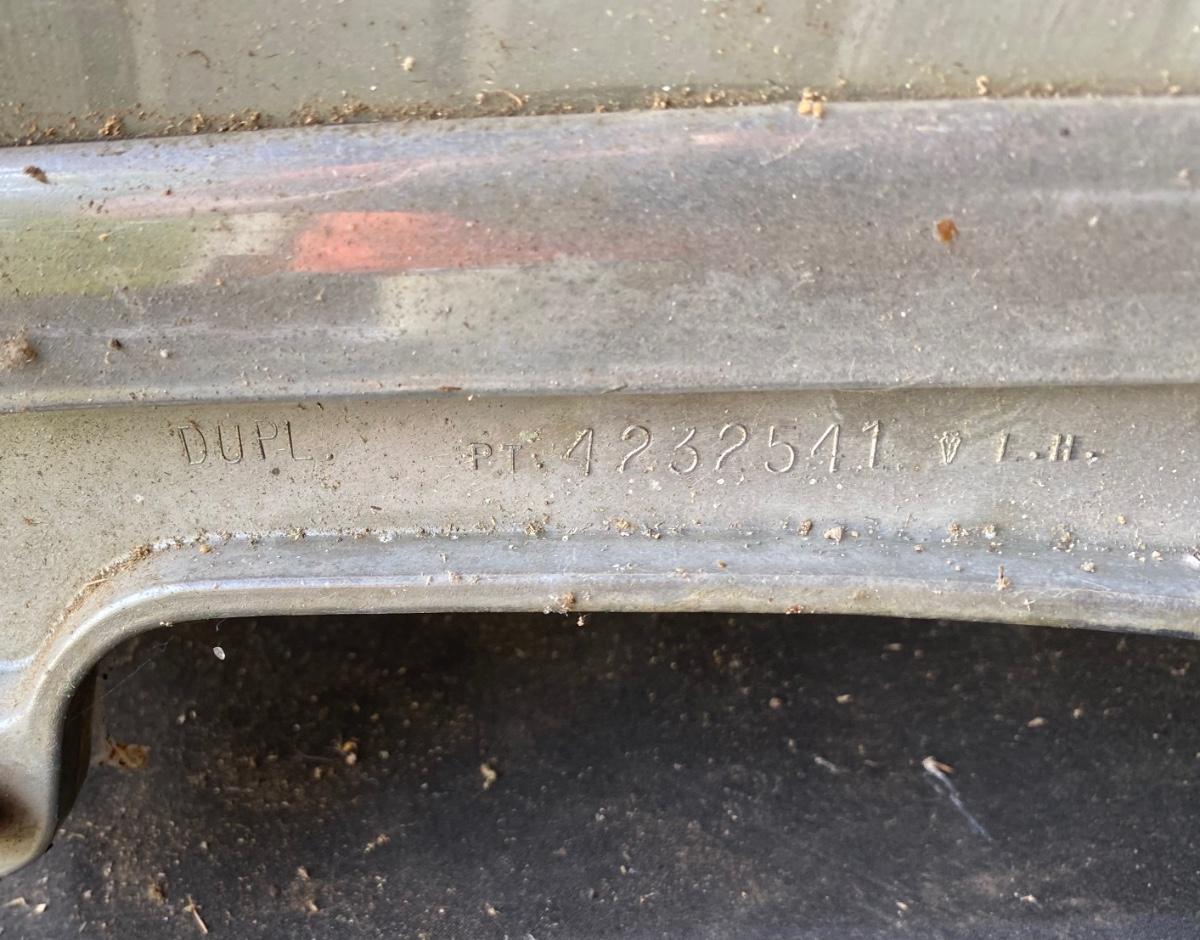 DUPL. PT. 4232541 V L.H.